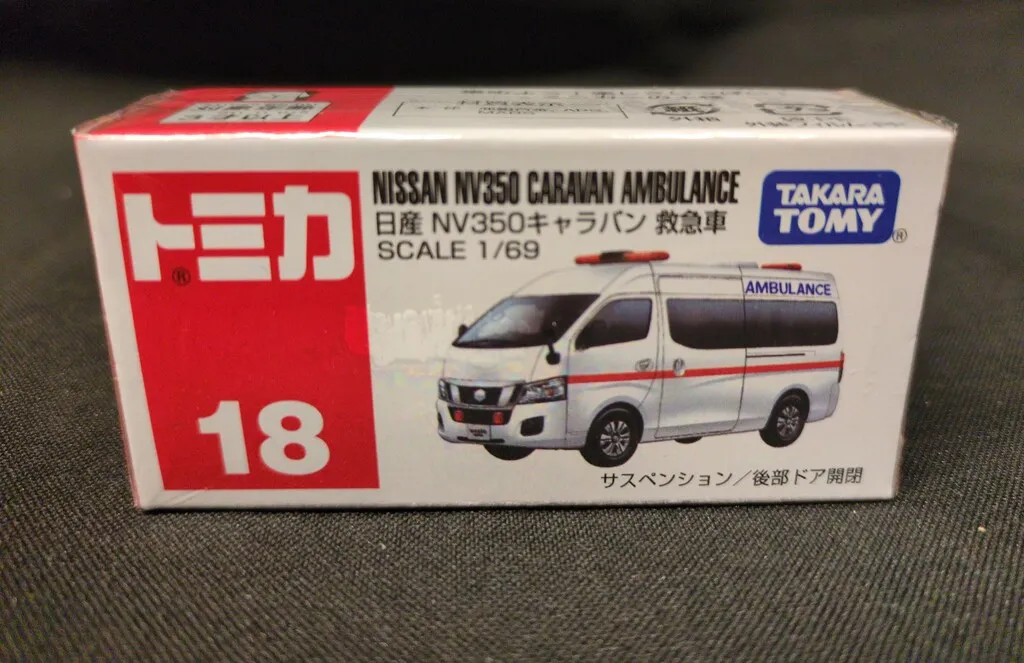 トミカ®
18
NISSAN NV350 CARAVAN AMBULANCE
日産 NV350キャラバン 救急車
SCALE 1/69
TAKARA
TOMY®
AMBULANCE
サスペンション／後部ドア開閉